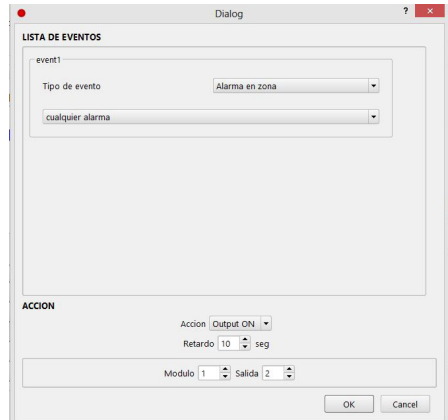 Dialog ?
LISTA DE EVENTOS
event1
Tipo de evento Alarma en zona
cualquier alarma
ACCION
Accion Output ON
Retardo 10 seg
Modulo 1 Salida 2
OK Cancel